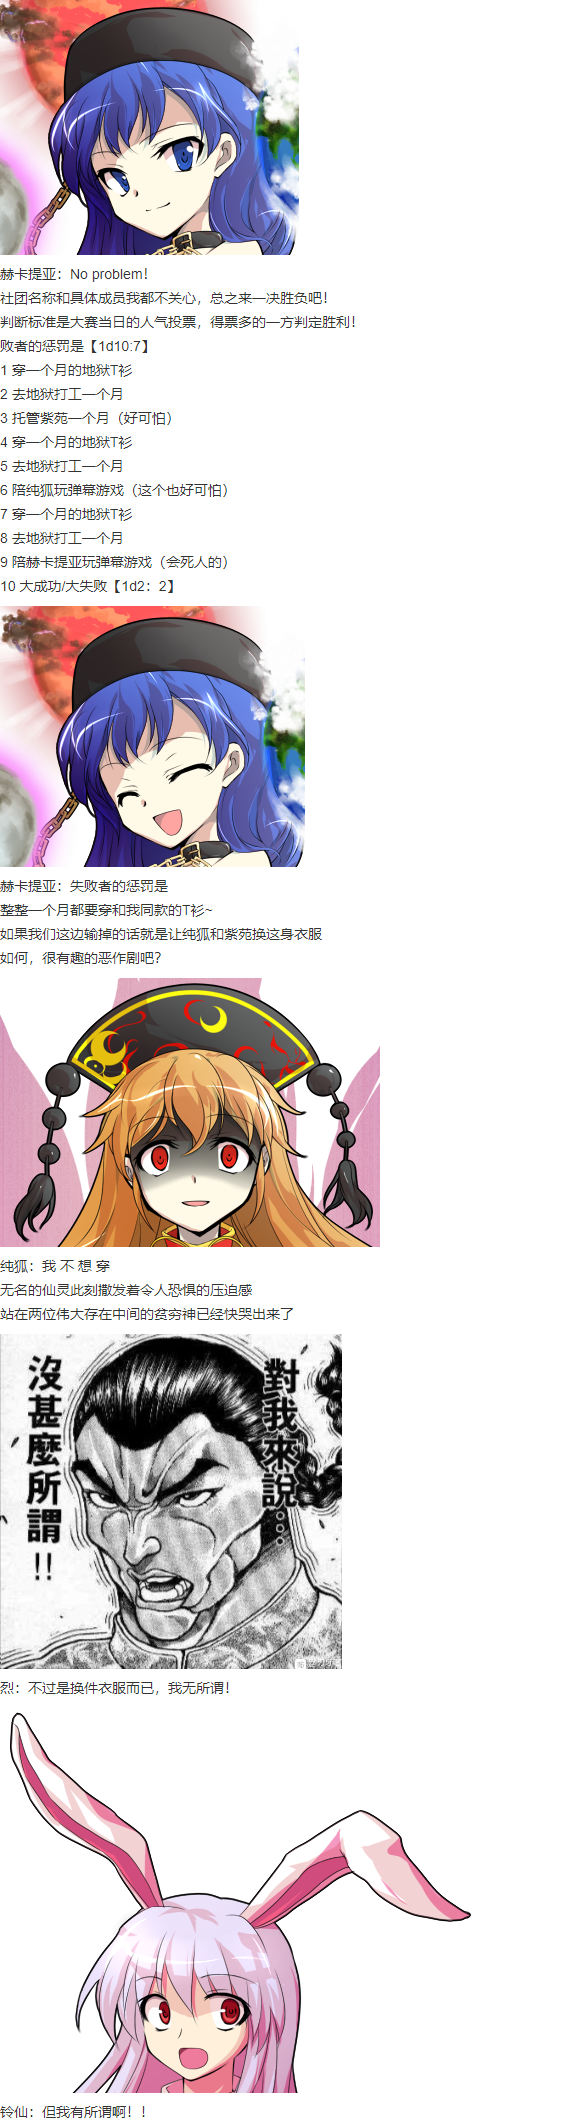 赫卡提亚：No problem！
社团名称和具体成员我都不关心，总之来一决胜负吧！
判断标准是大赛当日的人气投票，得票多的一方判定胜利！
败者的惩罚是【1d10:7】
1 穿一个月的地狱T衫
2 去地狱打工一个月
3 托管紫苑一个月（好可怕）
4 穿一个月的地狱T衫
5 去地狱打工一个月
6 陪纯狐玩弹幕游戏（这个也好可怕）
7 穿一个月的地狱T衫
8 去地狱打工一个月
9 陪赫卡提亚玩弹幕游戏（会死人的）
10 大成功/大失败【1d2：2】
赫卡提亚：失败者的惩罚是
整整一个月都要穿和我同款的T衫~
如果我们这边输掉的话就是让纯狐和紫苑换这身衣服
如何，很有趣的恶作剧吧？
纯狐：我 不 想 穿
无名的仙灵此刻散发着令人恐惧的压迫感
站在两位伟大存在中间的贫穷神已经快哭出来了
對我來說…
沒甚麼所謂!!
烈：不过是换件衣服而已，我无所谓！
铃仙：但我有所谓啊！！